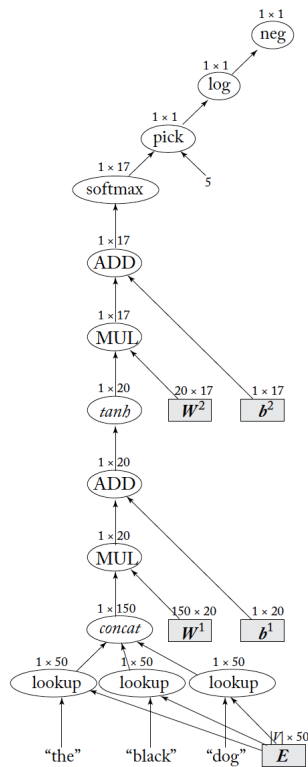 1 × 1
neg
1 × 1
log
1 × 1
pick
1 × 17
softmax
5
1 × 17
ADD
1 × 17
MUL
1 × 20
20 × 17
1 × 17
tanh
W²
b²
1 × 20
ADD
1 × 20
MUL
1 × 150
150 × 20
1 × 20
concat
W¹
b¹
1 × 50
1 × 50
1 × 50
lookup
lookup
lookup
|V| × 50
“the”
“black”
“dog”
E